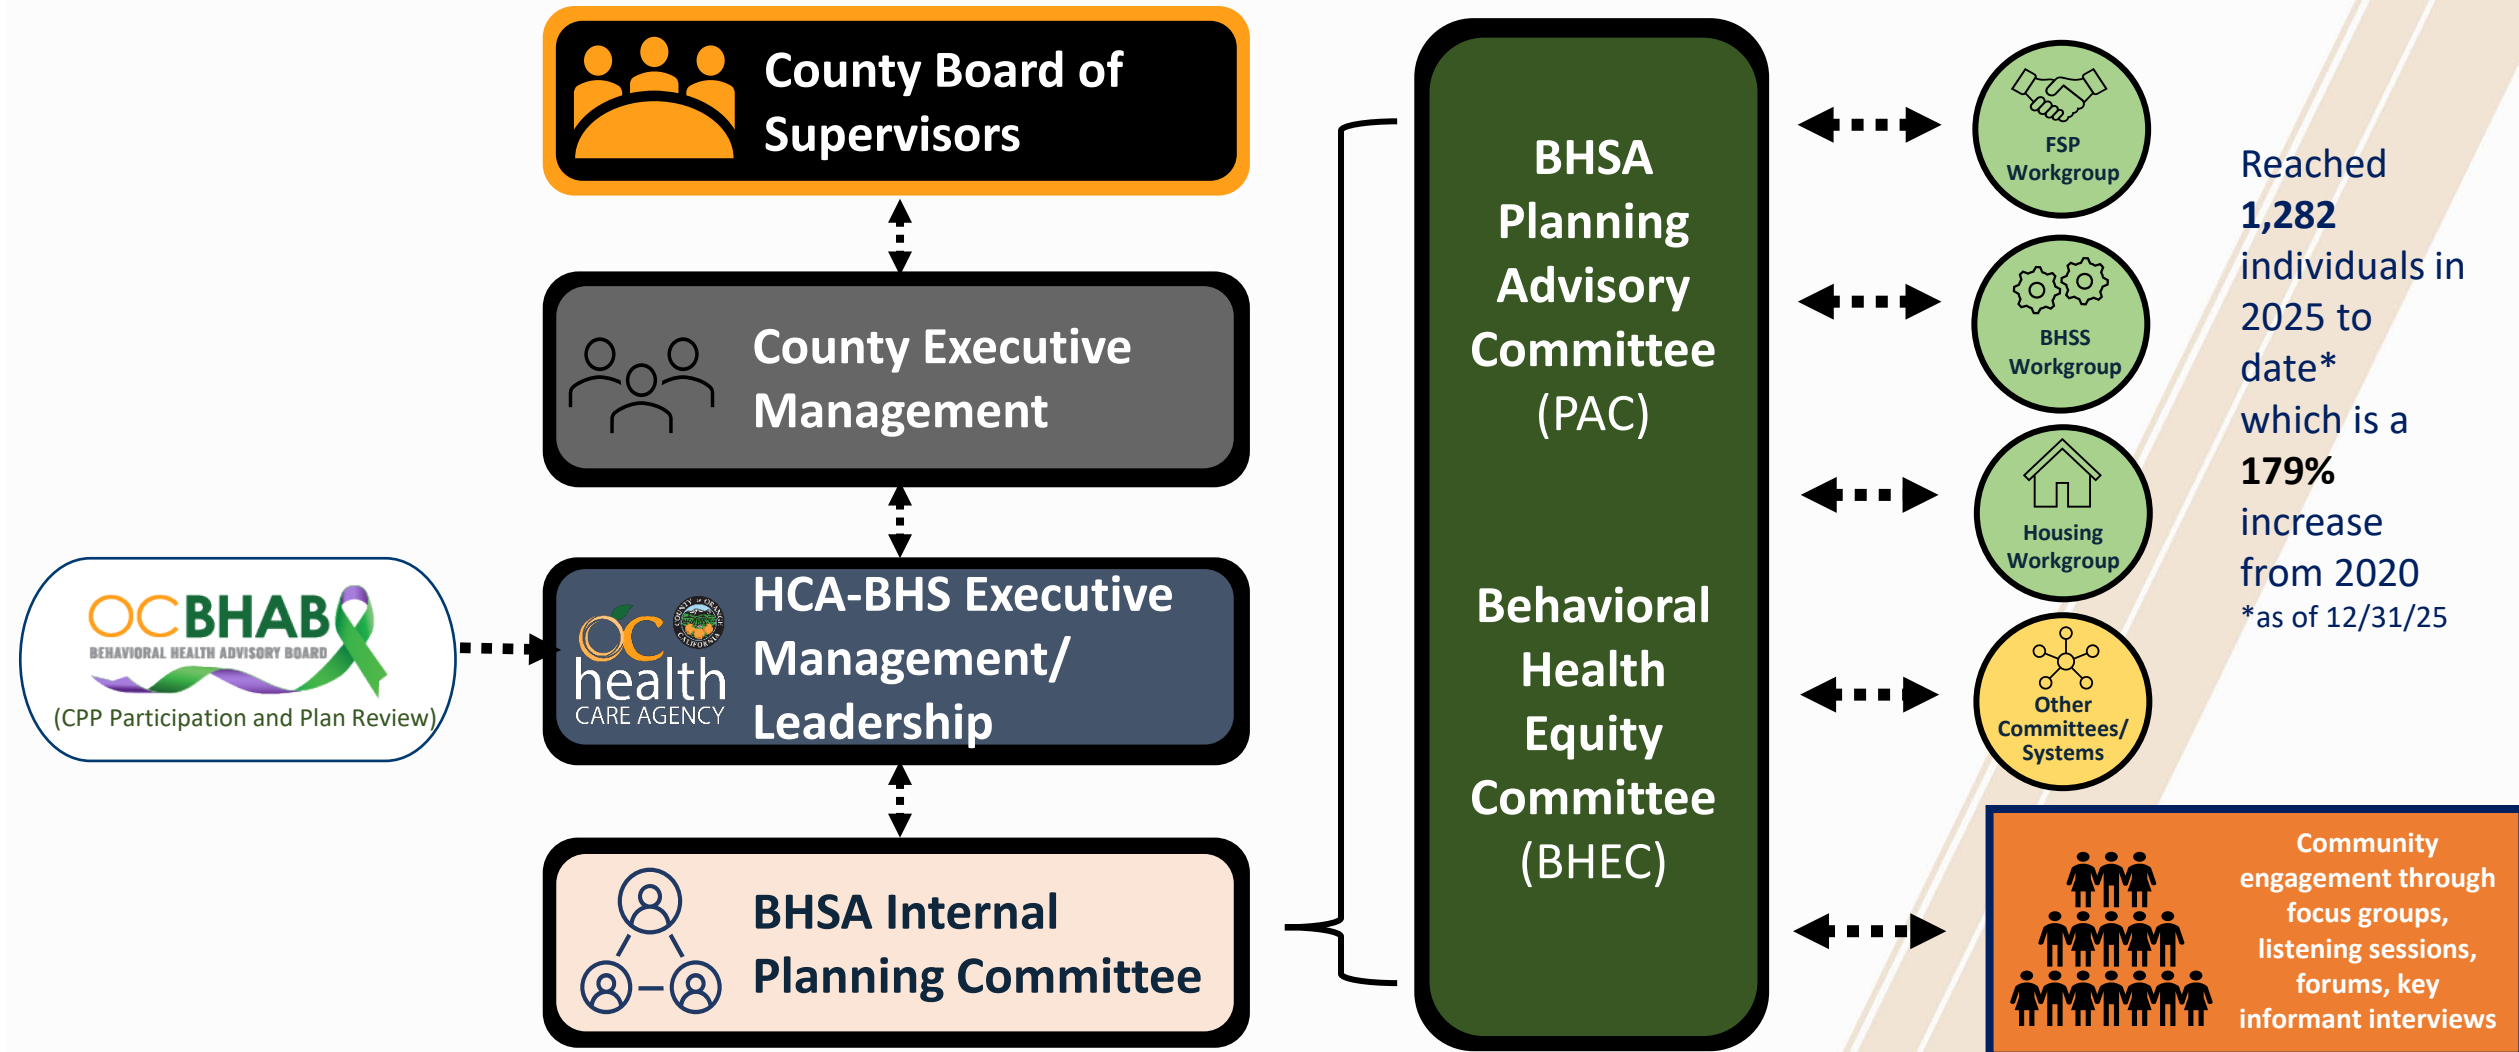 County Board of
Supervisors
County Executive
Management
OCBHAB
BEHAVIORAL HEALTH ADVISORY BOARD
(CPP Participation and Plan Review)
OC
COUNTY OF ORANGE
CALIFORNIA
health
CARE AGENCY
HCA-BHS Executive
Management/
Leadership
BHSA Internal
Planning Committee
BHSA
Planning
Advisory
Committee
(PAC)
Behavioral
Health
Equity
Committee
(BHEC)
FSP
Workgroup
BHSS
Workgroup
Housing
Workgroup
Other
Committees/
Systems
Community
engagement through
focus groups,
listening sessions,
forums, key
informant interviews
Reached
1,282
individuals in
2025 to
date*
which is a
179%
increase
from 2020
*as of 12/31/25